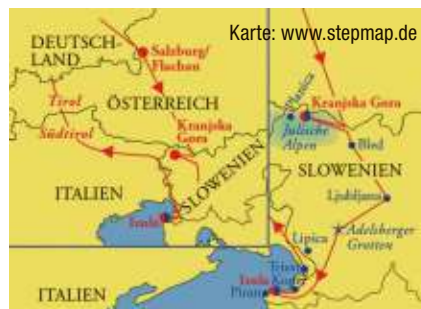 Karte: www.stepmap.de
DEUTSCH-
LAND
Salzburg/
Flachau
Tirol
ÖSTERREICH
Südtirol
Kranjska
Gora
SLOWENIEN
ITALIEN
Izola
ITALIEN
Planica
Kranjska Gora
Julische
Alpen
Bled
SLOWENIEN
Ljubljana
Adelsberger
Grotten
Lipica
Triest
Izola
Koper
Piran